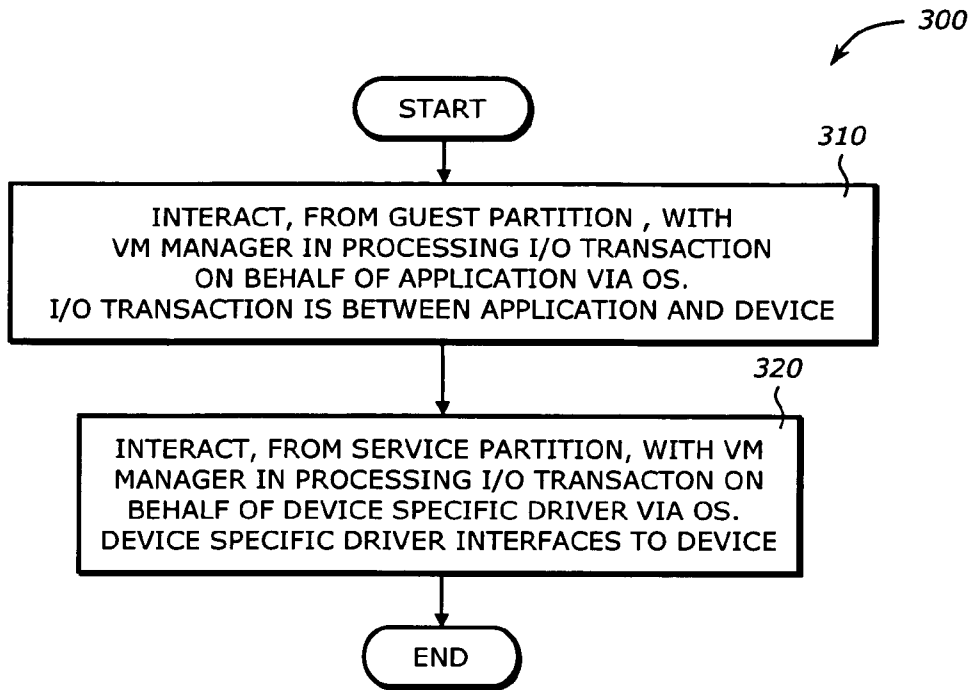 300
START
310
INTERACT, FROM GUEST PARTITION , WITH
VM MANAGER IN PROCESSING I/O TRANSACTION
ON BEHALF OF APPLICATION VIA OS.
I/O TRANSACTION IS BETWEEN APPLICATION AND DEVICE
320
INTERACT, FROM SERVICE PARTITION, WITH VM
MANAGER IN PROCESSING I/O TRANSACTON ON
BEHALF OF DEVICE SPECIFIC DRIVER VIA OS.
DEVICE SPECIFIC DRIVER INTERFACES TO DEVICE
END